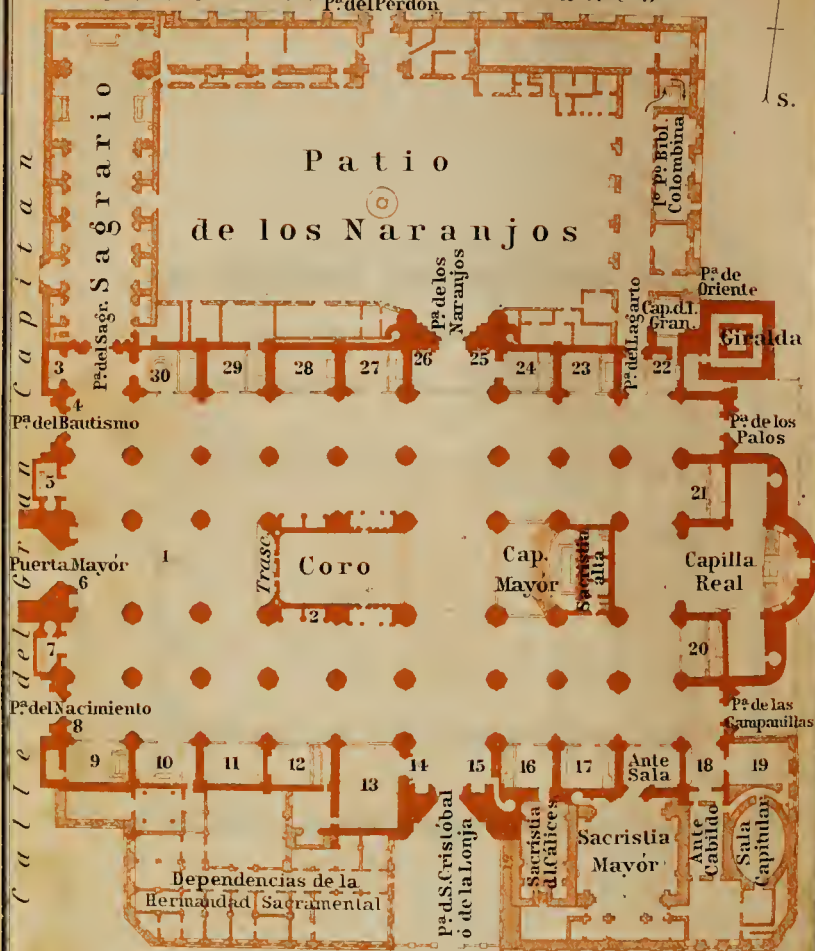 Pª. del Perdón
S.
Sagrario
Patio
de los Naranjos
Iº Pº Bibl.
Colombina
Calle del Gran Capitan
Pª. del Sagr.
Pª de los
Naranjos
Pª. del Lagarto
Cap. d. l.
Gran.
Pª. de
Oriente
Giralda
3
30
29
28
27
26
25
24
23
22
4
Pª. del Bautismo
Pª. de los
Palos
5
21
Puerta Mayór
6
1
Trasc.
Coro
2
Cap.
Mayór
Sacristia
alta
Capilla
Real
7
20
Pª. del Nacimiento
8
Pª. de las
Campanillas
9
10
11
12
13
14
15
16
17
Ante
Sala
18
19
Dependencias de la
Hermandad Sacramental
Pª. d. S. Cristóbal
ó de la Lonja
Sacristia
d. l. Cálices
Sacristia
Mayór
Ante
Cabildo
Sala
Capitular